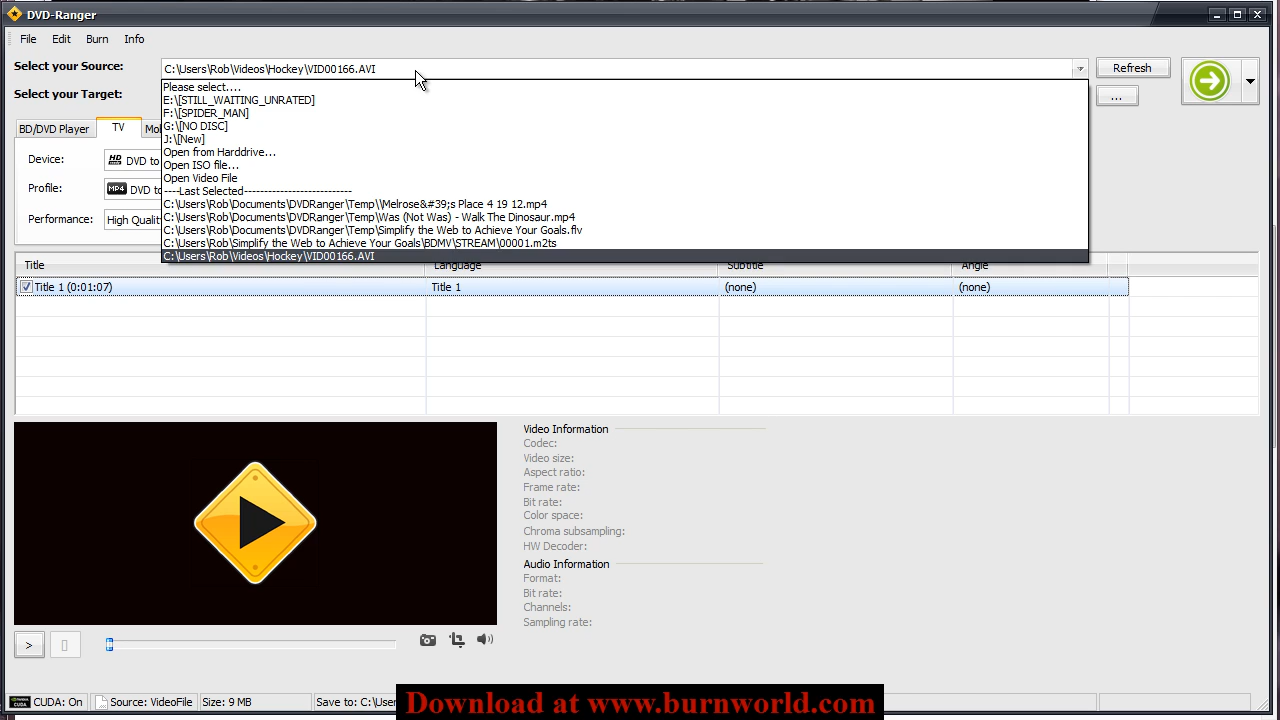 DVD-Ranger
File Edit Burn Info
Select your Source: C:\Users\Rob\Videos\Hockey\VID00166.AVI Refresh
Please select....
Select your Target: ...
E:\[STILL_WAITING_UNRATED]
F:\[SPIDER_MAN]
G:\[NO DISC]
BD/DVD Player TV
J:\[New]
Open from Harddrive...
Device: HD DVD to
Open ISO file...
Open Video File
Profile: MP4 DVD to
----Last Selected---------------------------
C:\Users\Rob\Documents\DVDRanger\Temp\\Melrose&#39;s Place 4 19 12.mp4
Performance: High Quality
C:\Users\Rob\Documents\DVDRanger\Temp\Was (Not Was) - Walk The Dinosaur.mp4
C:\Users\Rob\Documents\DVDRanger\Temp\Simplify the Web to Achieve Your Goals.flv
C:\Users\Rob\Simplify the Web to Achieve Your Goals\BDMV\STREAM\00001.m2ts
C:\Users\Rob\Videos\Hockey\VID00166.AVI
Title Language Subtitle Angle
Title 1 (0:01:07) Title 1 (none) (none)
Video Information
Codec:
Video size:
Aspect ratio:
Frame rate:
Bit rate:
Color space:
Chroma subsampling:
HW Decoder:
Audio Information
Format:
Bit rate:
Channels:
Sampling rate:
>
CUDA: On Source: VideoFile Size: 9 MB Save to: C:\Use
Download at www.burnworld.com